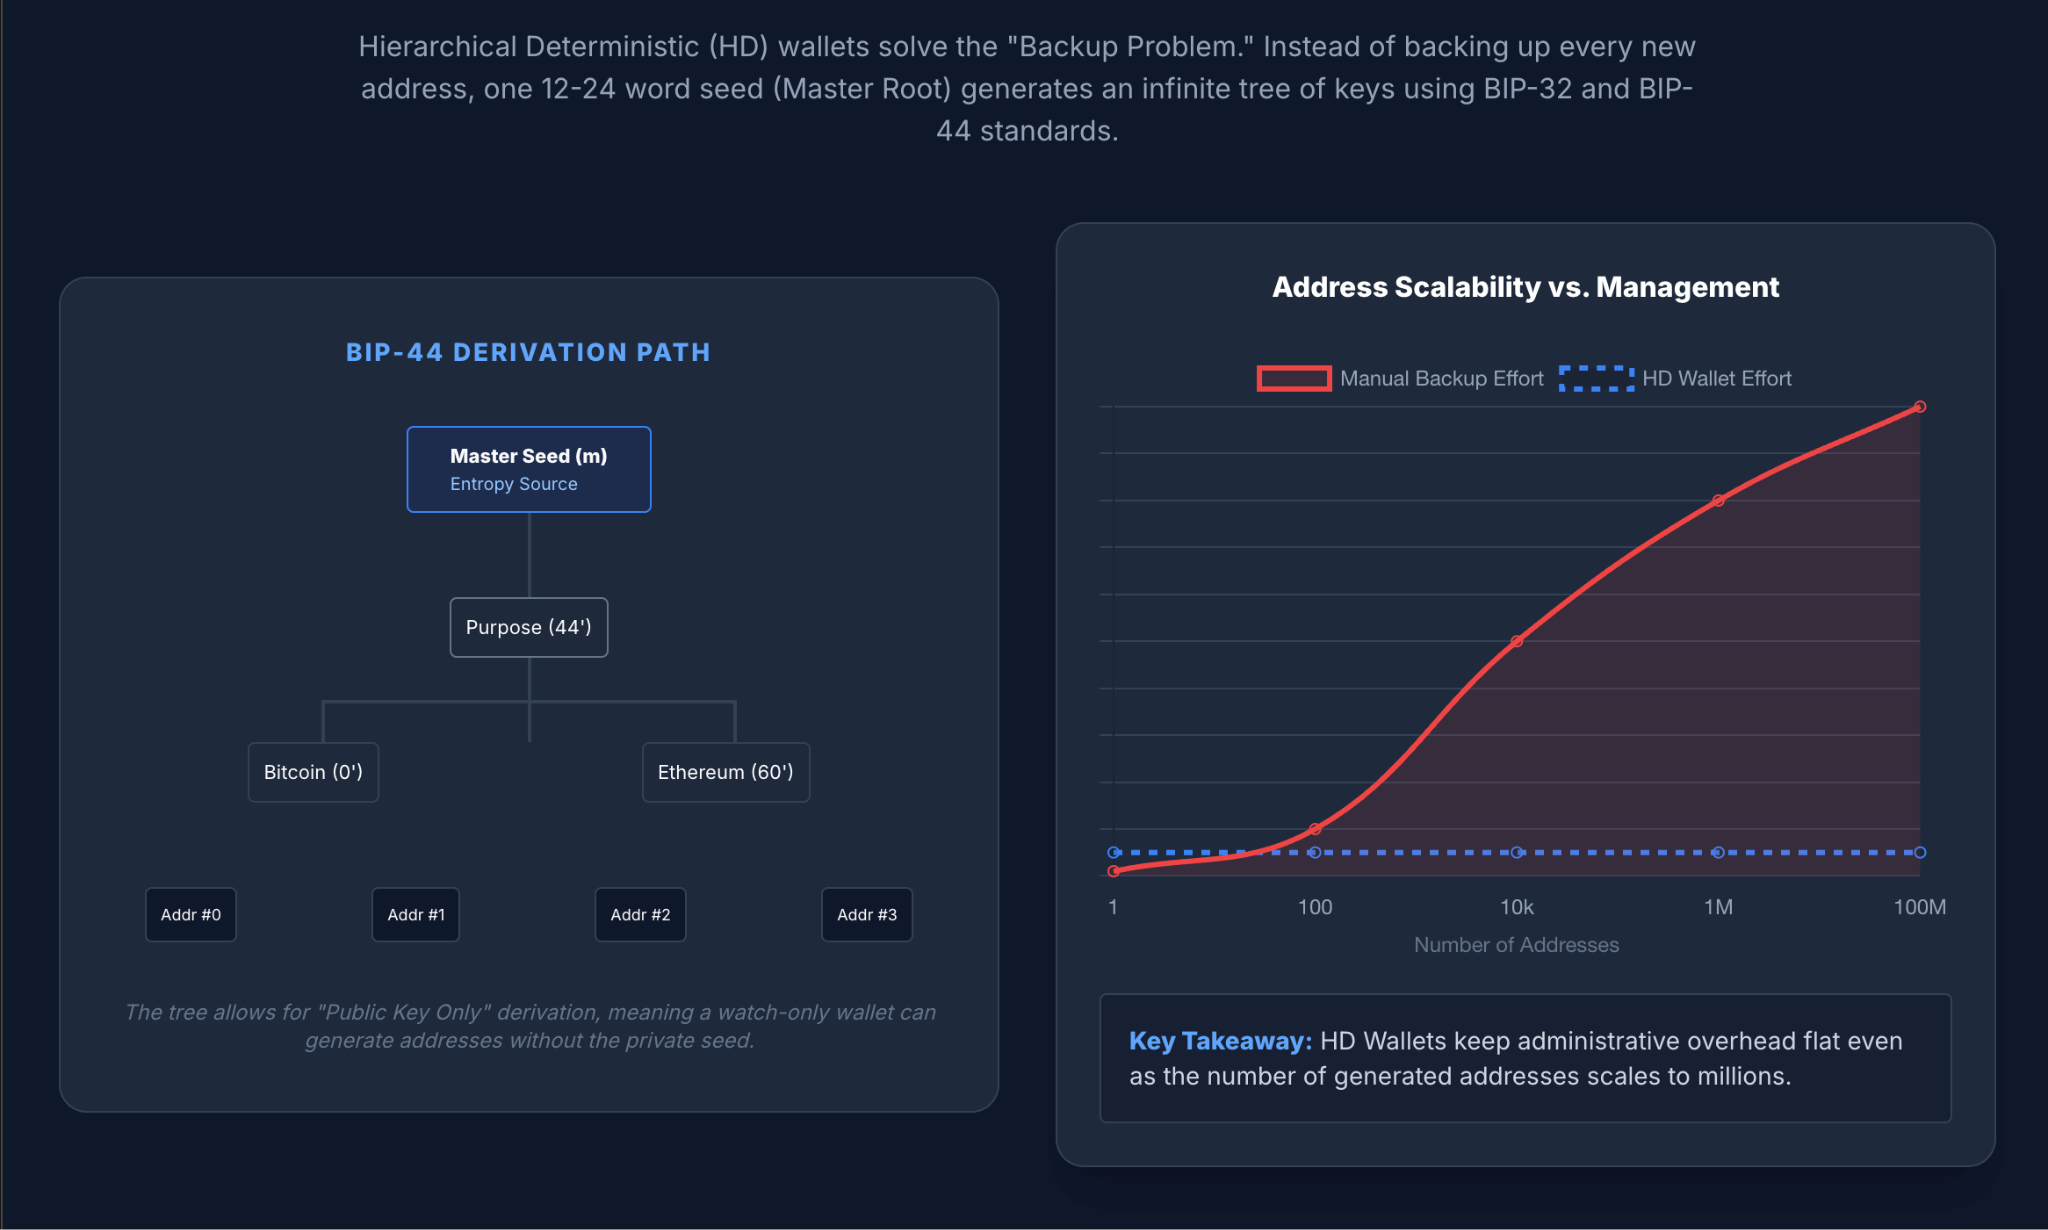 Hierarchical Deterministic (HD) wallets solve the "Backup Problem." Instead of backing up every new
address, one 12-24 word seed (Master Root) generates an infinite tree of keys using BIP-32 and BIP-
44 standards.
BIP-44 DERIVATION PATH
Master Seed (m)
Entropy Source
Purpose (44')
Bitcoin (0')
Ethereum (60')
Addr #0
Addr #1
Addr #2
Addr #3
The tree allows for "Public Key Only" derivation, meaning a watch-only wallet can
generate addresses without the private seed.
Address Scalability vs. Management
Manual Backup Effort
HD Wallet Effort
1
100
10k
1M
100M
Number of Addresses
Key Takeaway: HD Wallets keep administrative overhead flat even
as the number of generated addresses scales to millions.